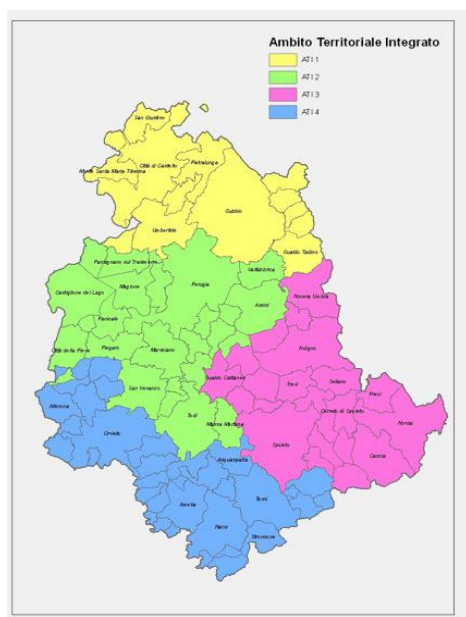 Ambito Territoriale Integrato
ATI 1
ATI 2
ATI 3
ATI 4
San Giustino
Città di Castello
Pietralunga
Monte Santa Maria Tiberina
Gubbio
Umbertide
Gualdo Tadino
Passignano sul Trasimeno
Valfabbrica
Perugia
Magione
Castiglione del Lago
Nocera Umbra
Assisi
Panicale
Foligno
Città della Pieve
Piegaro
Marsciano
Gualdo Cattaneo
Trevi
Sellano
San Venanzo
Preci
Allerona
Todi
Cerreto di Spoleto
Massa Martana
Norcia
Orvieto
Spoleto
Cascia
Acquasparta
Amelia
Terni
Narni
Stroncone